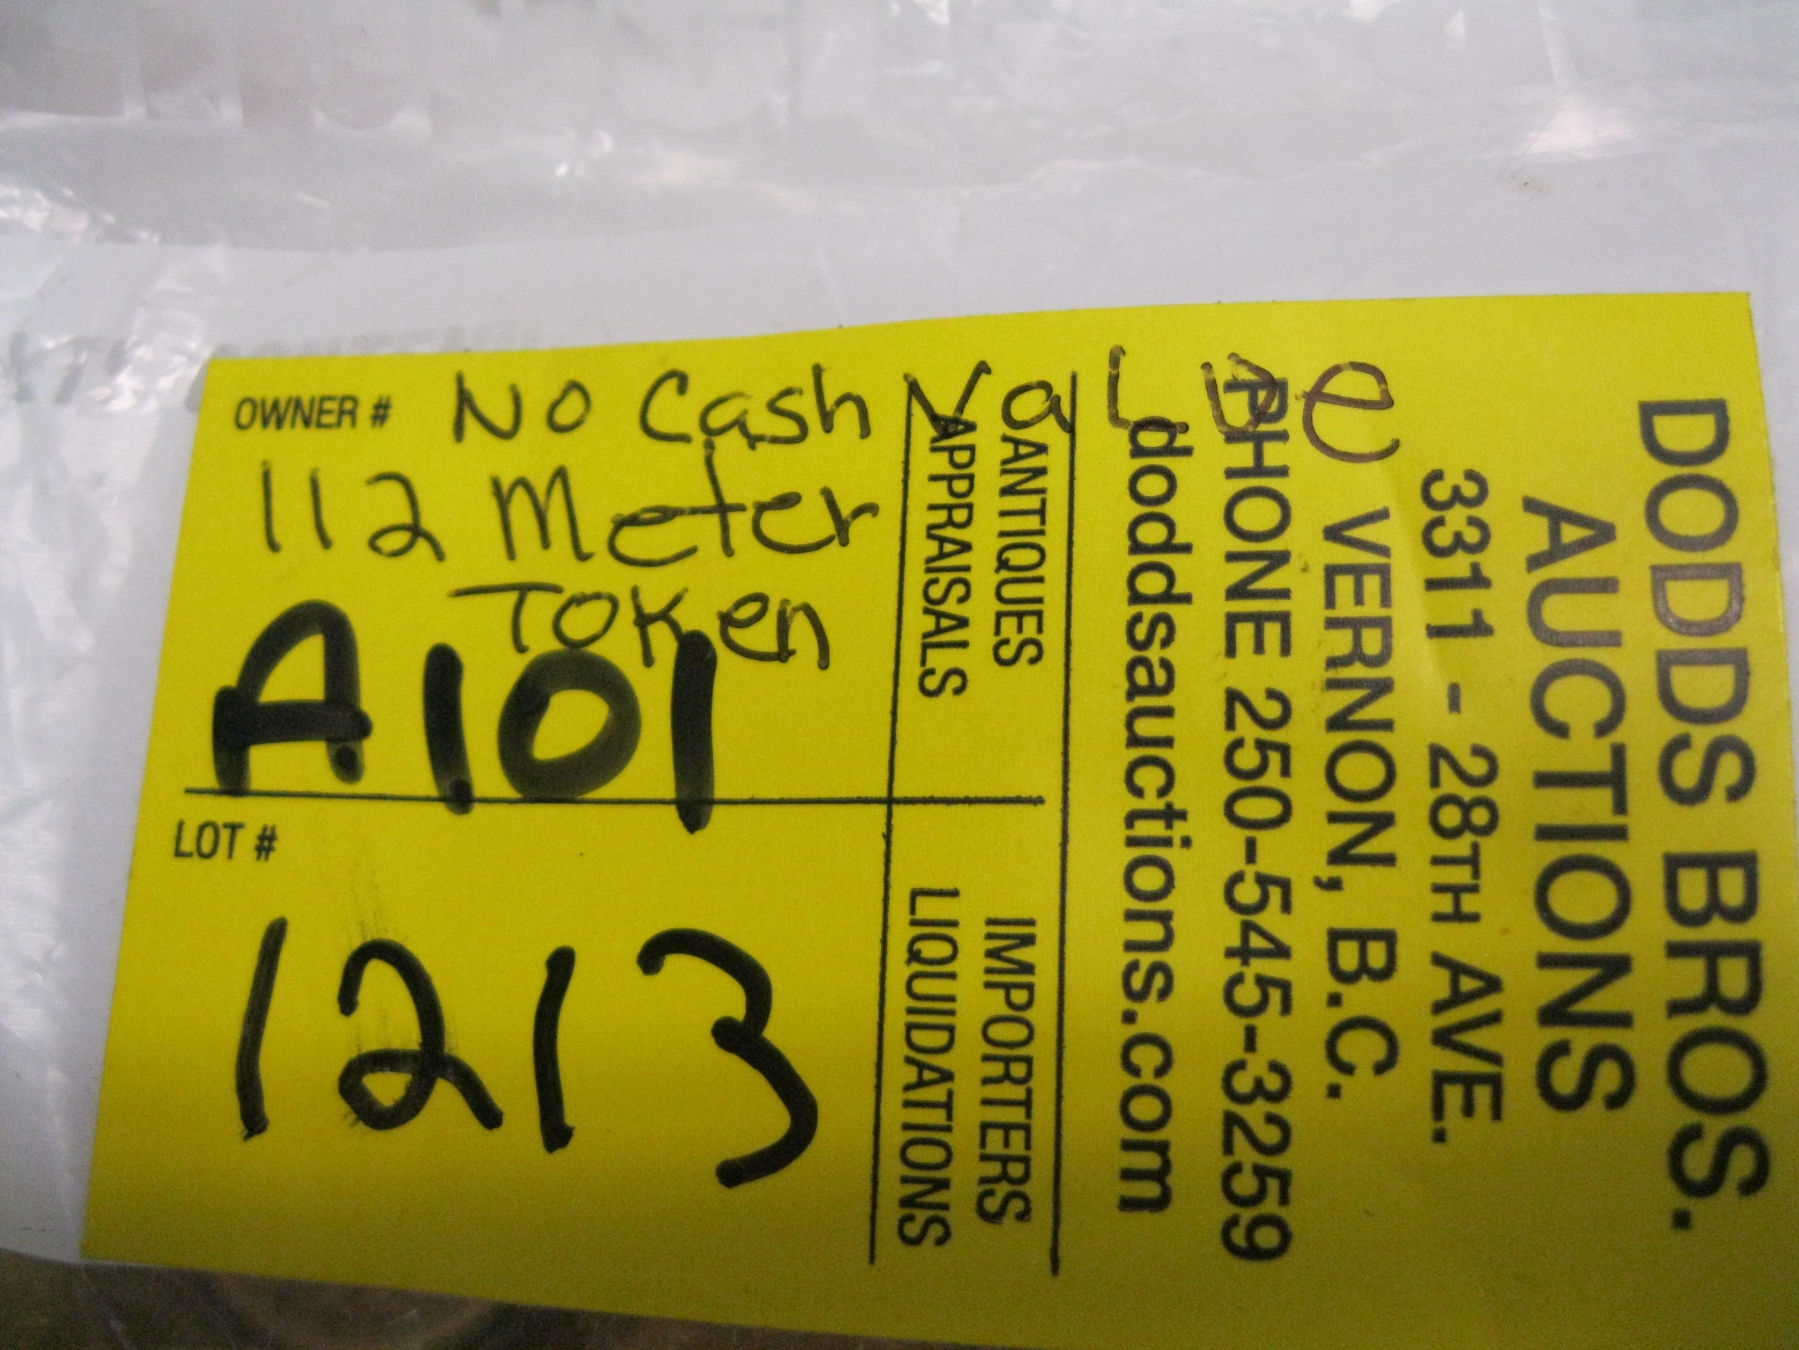 OWNER # No Cash VaLue
112 Meter
Token
A101
LOT #
1213
DODDS BROS.
AUCTIONS
3311 - 28TH AVE.
VERNON, B.C.
PHONE 250-545-3259
doddsauctions.com
ANTIQUES IMPORTERS
APPRAISALS LIQUIDATIONS